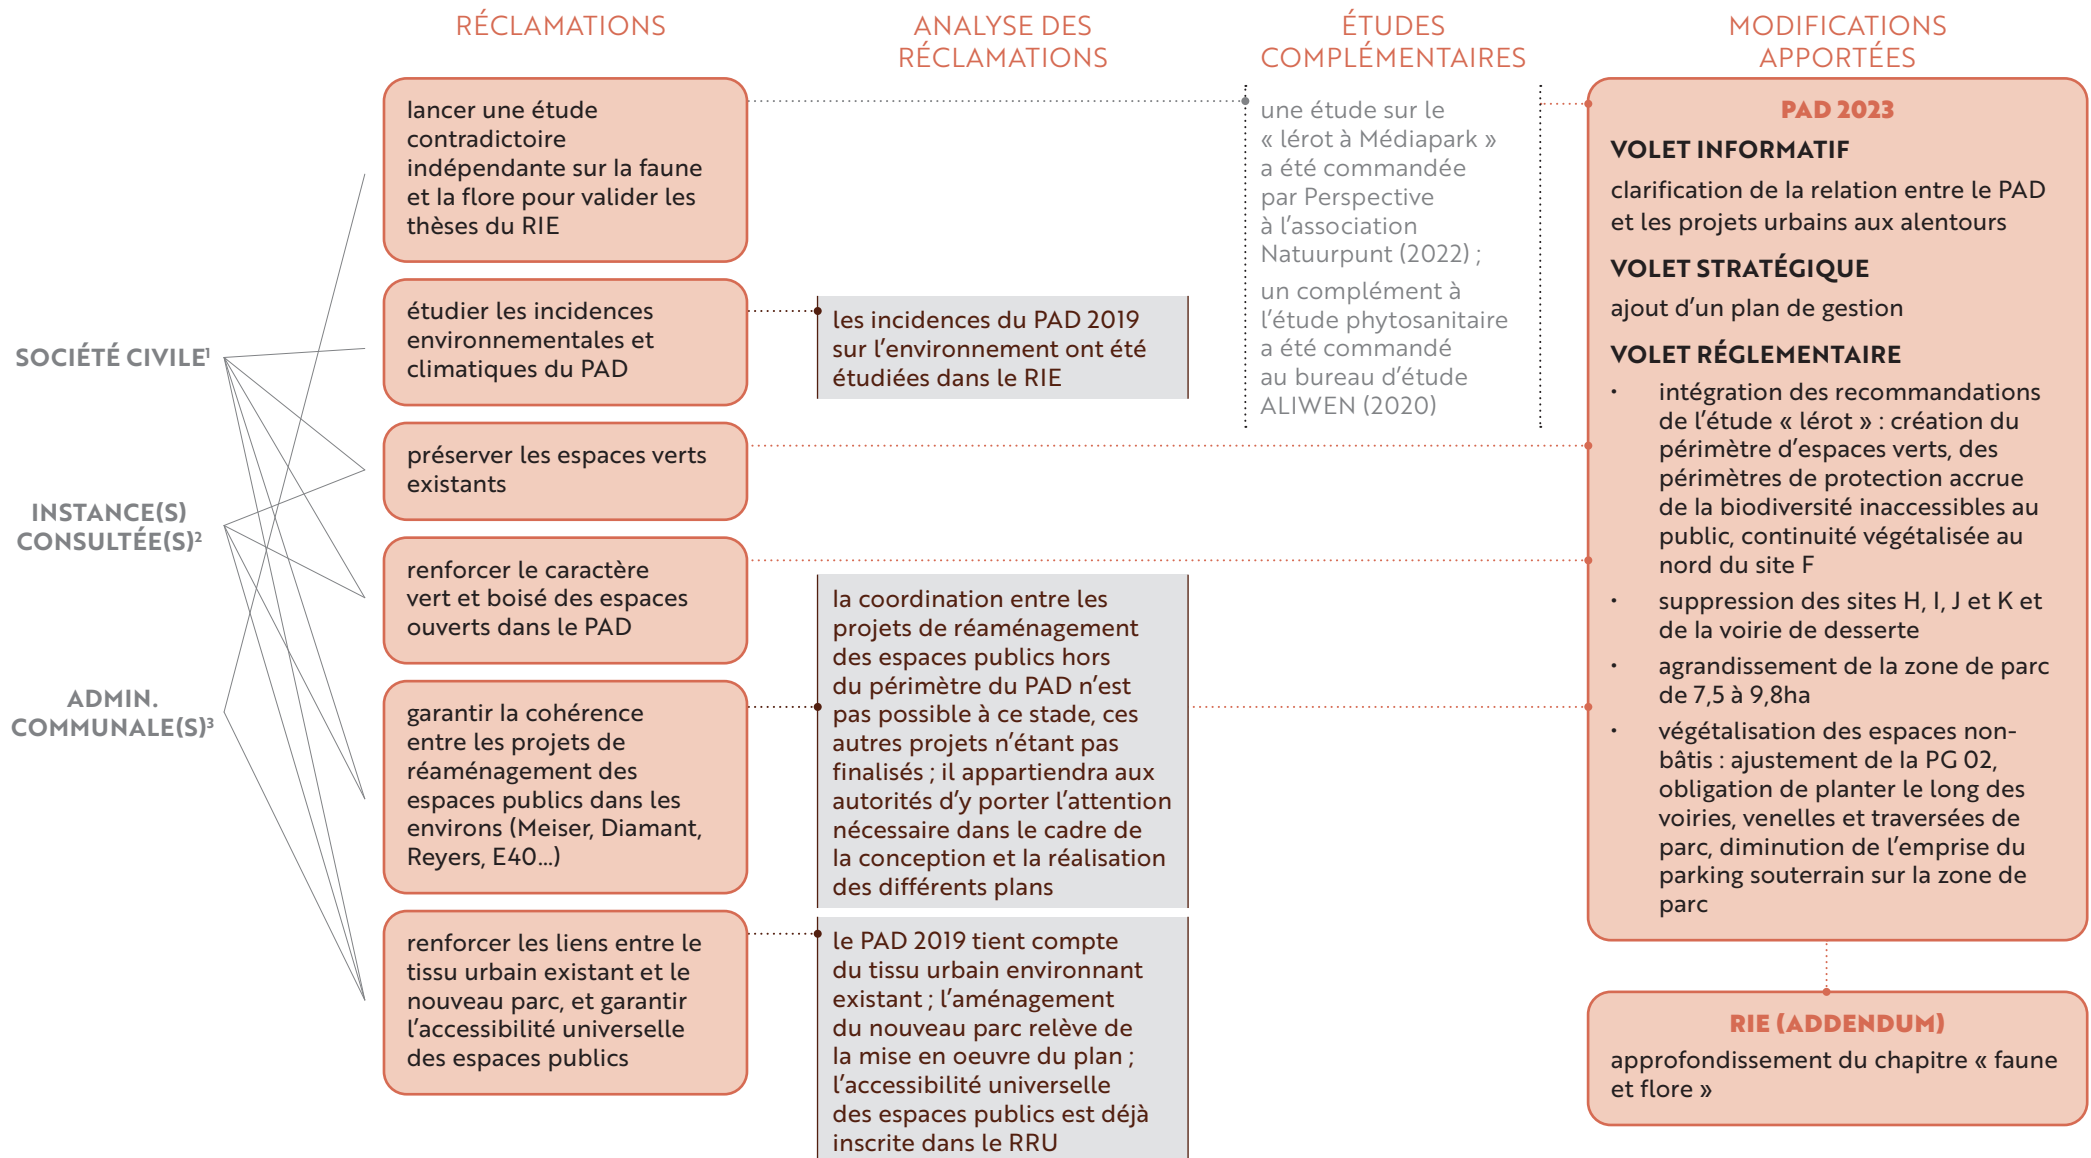 RÉCLAMATIONS
ANALYSE DES
RÉCLAMATIONS
ÉTUDES
COMPLÉMENTAIRES
MODIFICATIONS
APPORTÉES
SOCIÉTÉ CIVILE¹
INSTANCE(S)
CONSULTÉE(S)²
ADMIN.
COMMUNALE(S)³
lancer une étude
contradictoire
indépendante sur la faune
et la flore pour valider les
thèses du RIE
étudier les incidences
environnementales et
climatiques du PAD
préserver les espaces verts
existants
renforcer le caractère
vert et boisé des espaces
ouverts dans le PAD
garantir la cohérence
entre les projets de
réaménagement des
espaces publics dans les
environs (Meiser, Diamant,
Reyers, E40...)
renforcer les liens entre le
tissu urbain existant et le
nouveau parc, et garantir
l'accessibilité universelle
des espaces publics
les incidences du PAD 2019
sur l'environnement ont été
étudiées dans le RIE
la coordination entre les
projets de réaménagement
des espaces publics hors
du périmètre du PAD n'est
pas possible à ce stade, ces
autres projets n'étant pas
finalisés ; il appartiendra aux
autorités d'y porter l'attention
nécessaire dans le cadre de
la conception et la réalisation
des différents plans
le PAD 2019 tient compte
du tissu urbain environnant
existant ; l'aménagement
du nouveau parc relève de
la mise en oeuvre du plan ;
l'accessibilité universelle
des espaces publics est déjà
inscrite dans le RRU
une étude sur le
« lérot à Médiapark »
a été commandée
par Perspective
à l'association
Natuurpunt (2022) ;
un complément à
l'étude phytosanitaire
a été commandé
au bureau d'étude
ALIWEN (2020)
PAD 2023
VOLET INFORMATIF
clarification de la relation entre le PAD
et les projets urbains aux alentours
VOLET STRATÉGIQUE
ajout d'un plan de gestion
VOLET RÉGLEMENTAIRE
• intégration des recommandations
de l'étude « lérot » : création du
périmètre d'espaces verts, des
périmètres de protection accrue
de la biodiversité inaccessibles au
public, continuité végétalisée au
nord du site F
• suppression des sites H, I, J et K et
de la voirie de desserte
• agrandissement de la zone de parc
de 7,5 à 9,8ha
• végétalisation des espaces non-
bâtis : ajustement de la PG 02,
obligation de planter le long des
voiries, venelles et traversées de
parc, diminution de l'emprise du
parking souterrain sur la zone de
parc
RIE (ADDENDUM)
approfondissement du chapitre « faune
et flore »